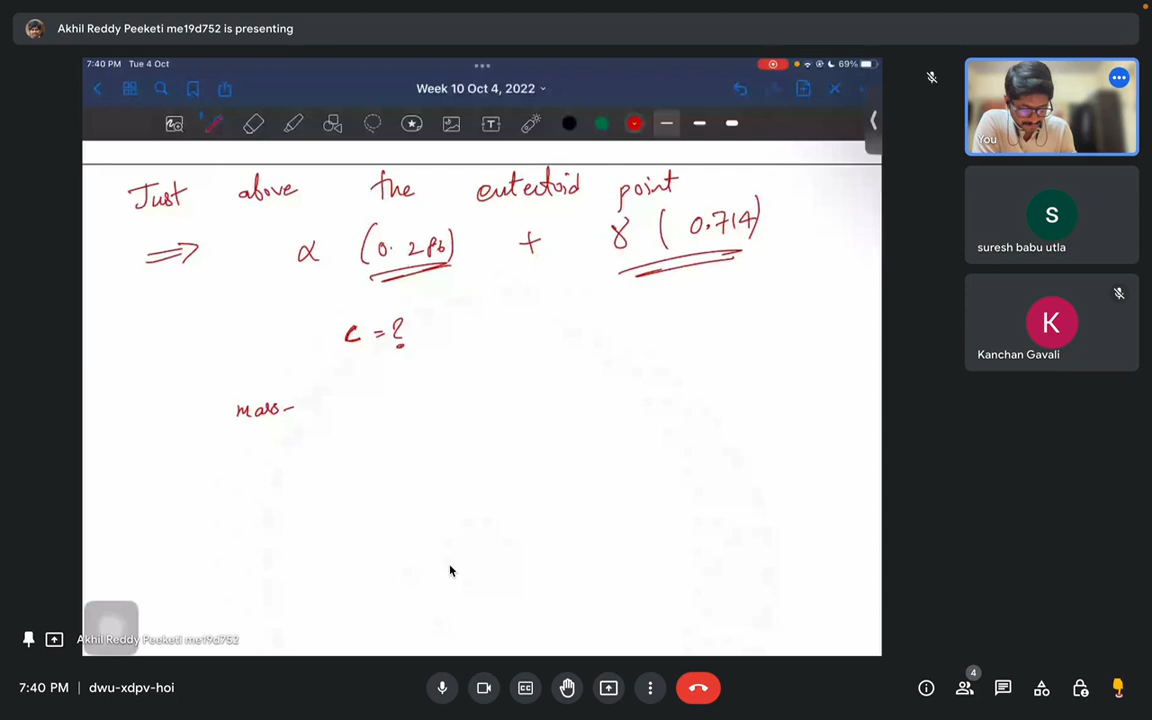 Akhil Reddy Peeketi me19d752 is presenting
7:40 PM Tue 4 Oct
69%
Week 10 Oct 4, 2022
Just above the eutectoid point
⇒ α (0.286) + γ (0.714)
C = ?
mass -
Akhil Reddy Peeketi me19d752
You
S
suresh babu utla
K
Kanchan Gavali
7:40 PM | dwu-xdpv-hoi
CC
4